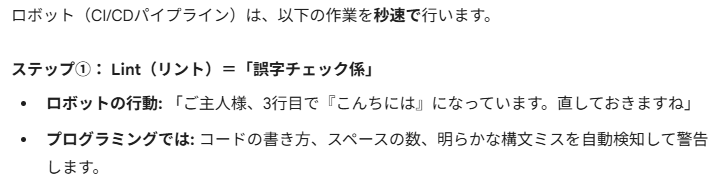 ロボット（CI/CDパイプライン）は、以下の作業を秒速で行います。
ステップ①： Lint（リント）＝「誤字チェック係」
• ロボットの行動: 「ご主人様、3行目で『こんちには』になっています。直しておきますね」
• プログラミングでは: コードの書き方、スペースの数、明らかな構文ミスを自動検知して警告
します。